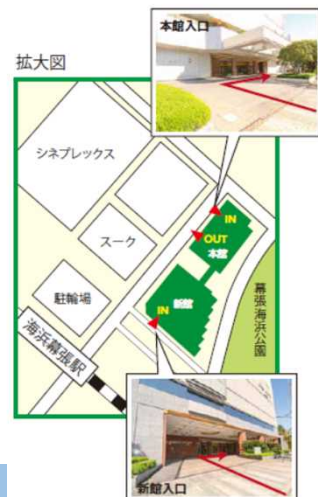 本館入口
拡大図
シネプレックス
IN
スーク
OUT
本館
IN
新館
駐輪場
海浜幕張駅
幕張海浜公園
新館入口